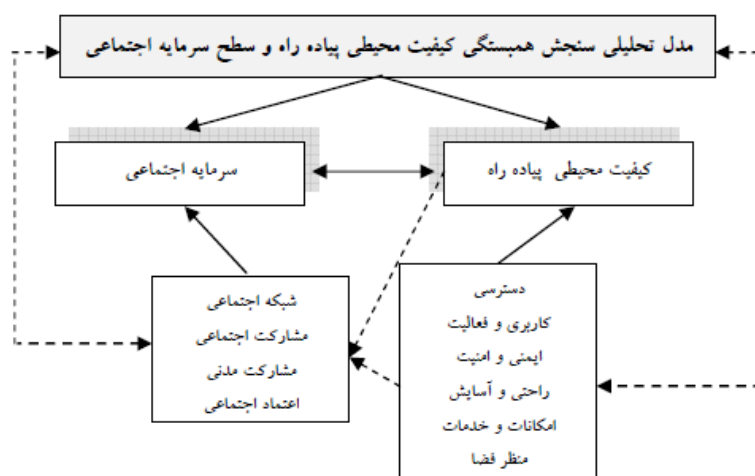 مدل تحلیلی سنجش همبستگی کیفیت محیطی پیاده راه و سطح سرمایه اجتماعی
کیفیت محیطی پیاده راه
سرمایه اجتماعی
دسترسی
کاربری و فعالیت
ایمنی و امنیت
راحتی و آسایش
امکانات و خدمات
منظر فضا
شبکه اجتماعی
مشارکت اجتماعی
مشارکت مدنی
اعتماد اجتماعی